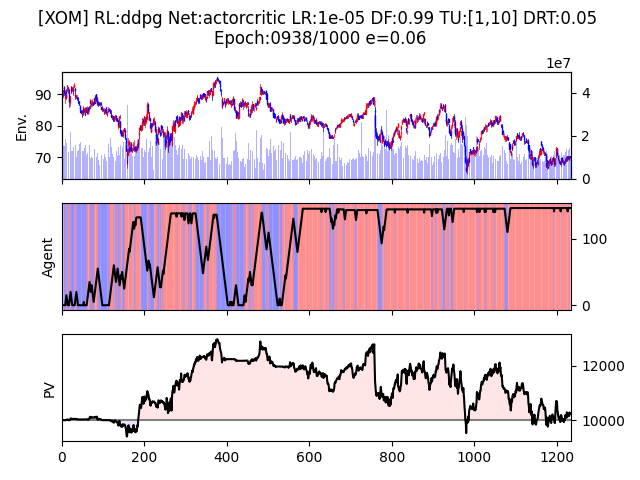 [XOM] RL:ddpg Net:actorcritic LR:1e-05 DF:0.99 TU:[1,10] DRT:0.05
Epoch:0938/1000 e=0.06
1e7
Env.
90
80
70
4
2
0
Agent
100
0
PV
12000
10000
0
200
400
600
800
1000
1200